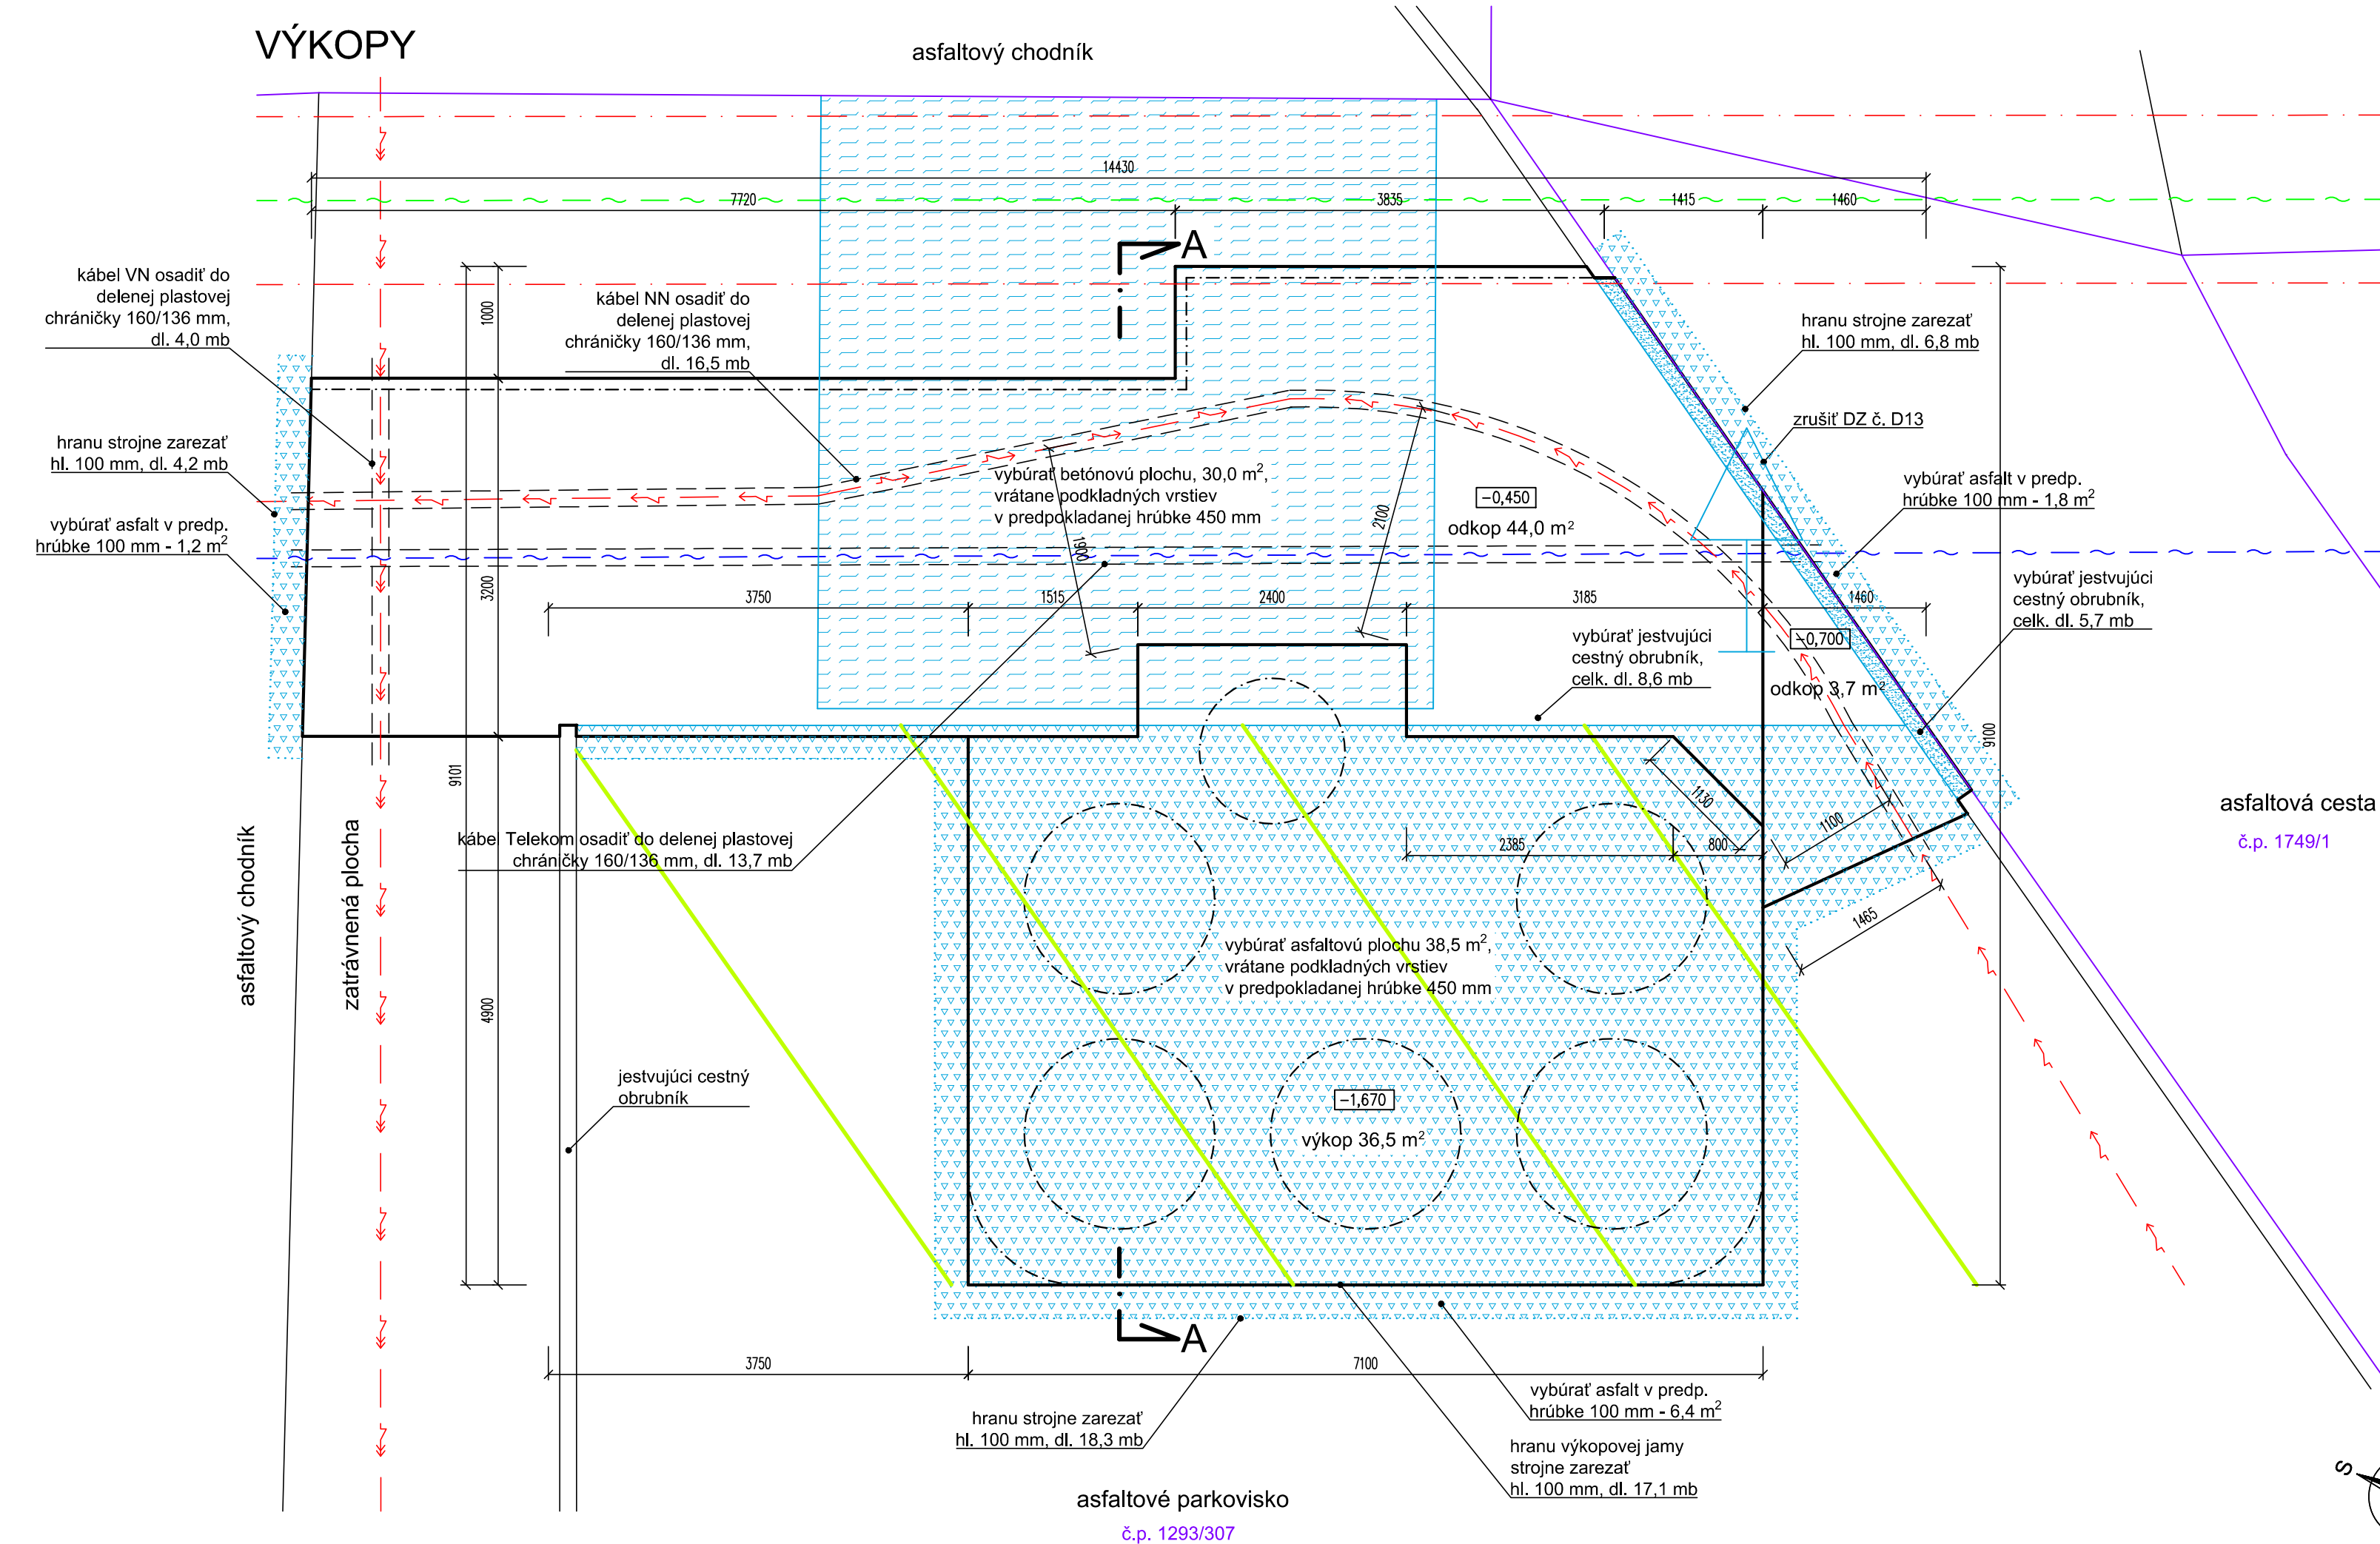 VÝKOPY
asfaltový chodník
14430
7720
3835
1415
1460
A
kábel VN osadiť do
delenej plastovej
chráničky 160/136 mm,
dl. 4,0 mb
1000
kábel NN osadiť do
delenej plastovej
chráničky 160/136 mm,
dl. 16,5 mb
hranu strojne zarezať
hl. 100 mm, dl. 6,8 mb
zrušiť DZ č. D13
hranu strojne zarezať
hl. 100 mm, dl. 4,2 mb
vybúrať betónovú plochu, 30,0 m²,
vrátane podkladných vrstiev
v predpokladanej hrúbke 450 mm
2100
1900
−0,450
odkop 44,0 m²
vybúrať asfalt v predp.
hrúbke 100 mm - 1,8 m²
vybúrať asfalt v predp.
hrúbke 100 mm - 1,2 m²
3200
3750
1515
2400
3185
1460
vybúrať jestvujúci
cestný obrubník,
celk. dl. 5,7 mb
vybúrať jestvujúci
cestný obrubník,
celk. dl. 8,6 mb
−0,700
odkop 3,7 m²
9100
9101
asfaltová cesta
č.p. 1749/1
kábel Telekom osadiť do delenej plastovej
chráničky 160/136 mm, dl. 13,7 mb
1130
1100
2385
800
1465
asfaltový chodník
zatrávnená plocha
vybúrať asfaltovú plochu 38,5 m²,
vrátane podkladných vrstiev
v predpokladanej hrúbke 450 mm
4900
jestvujúci cestný
obrubník
−1,670
výkop 36,5 m²
A
3750
7100
vybúrať asfalt v predp.
hrúbke 100 mm - 6,4 m²
hranu strojne zarezať
hl. 100 mm, dl. 18,3 mb
hranu výkopovej jamy
strojne zarezať
hl. 100 mm, dl. 17,1 mb
S
asfaltové parkovisko
č.p. 1293/307